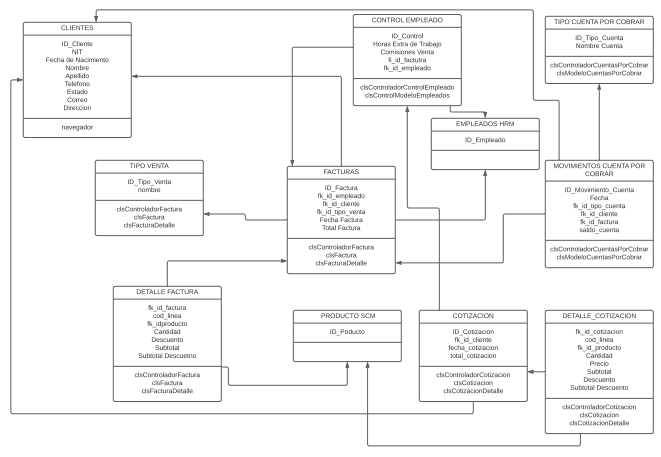 CLIENTES
ID_Cliente
NIT
Fecha de Nacimiento
Nombre
Apellido
Telefono
Estado
Correo
Direccion
navegador
CONTROL EMPLEADO
ID_Control
Horas Extra de Trabajo
Comisiones Venta
fi_id_facturra
fk_id_empleado
clsControladorControlEmpleado
clsControlModeloEmpleados
TIPO CUENTA POR COBRAR
ID_Tipo_Cuenta
Nombre Cuenta
clsControladorCuentasPorCobrar
clsModeloCuentasPorCobrar
EMPLEADOS HRM
ID_Empleado
TIPO VENTA
ID_Tipo_Venta
nombre
clsControladorFactura
clsFactura
clsFacturaDetalle
FACTURAS
ID_Factura
fk_id_empleado
fk_id_cliente
fk_id_tipo_venta
Fecha Factura
Total Factura
clsControladorFactura
clsFactura
clsFacturaDetalle
MOVIMIENTOS CUENTA POR
COBRAR
ID_Movimiento_Cuenta
Fecha
fk_id_tipo_cuenta
fk_id_cliente
fk_id_factura
saldo_cuenta
clsControladorCuentasPorCobrar
clsModeloCuentasPorCobrar
DETALLE FACTURA
fk_id_factura
cod_linea
fk_idproducto
Cantidad
Descuento
Subtotal
Subtotal Descuetno
clsControladorFactura
clsFactura
clsFacturaDetalle
PRODUCTO SCM
ID_Poducto
COTIZACION
ID_Cotizacion
fk_id_cliente
fecha_cotizacion
total_cotizacion
clsControladorCotizacion
clsCotizacion
clsCotizacionDetalle
DETALLE_COTIZACION
fk_id_cotizacion
cod_linea
fk_id_producto
Cantidad
Precio
Subtotal
Descuento
Subtotal Descuento
clsControladorCotizacion
clsCotizacion
clsCotizacionDetalle